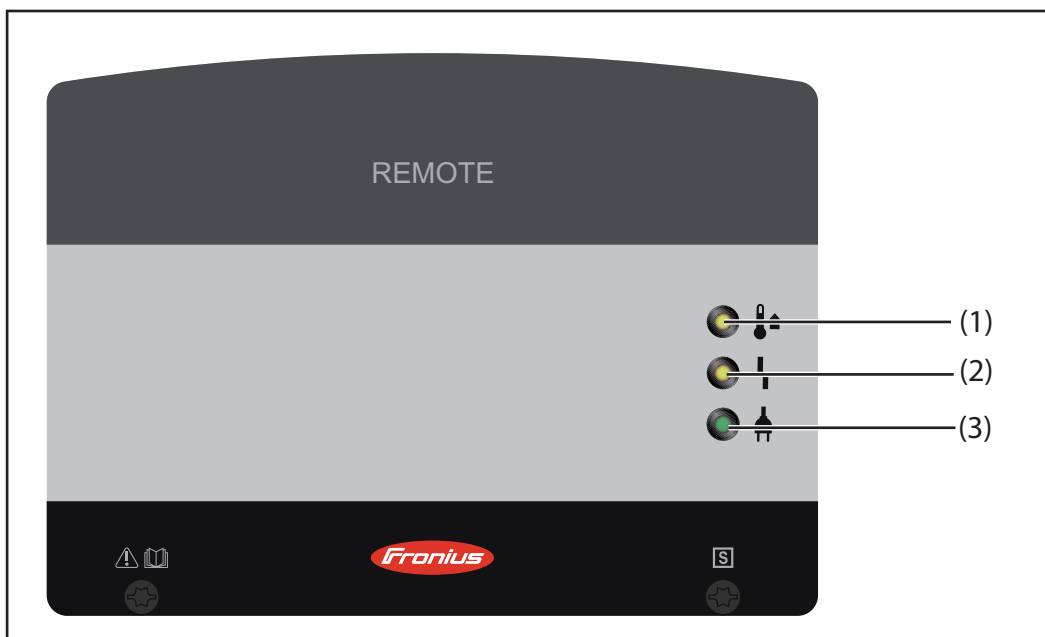 REMOTE
(1)
(2)
(3)
Fronius
S